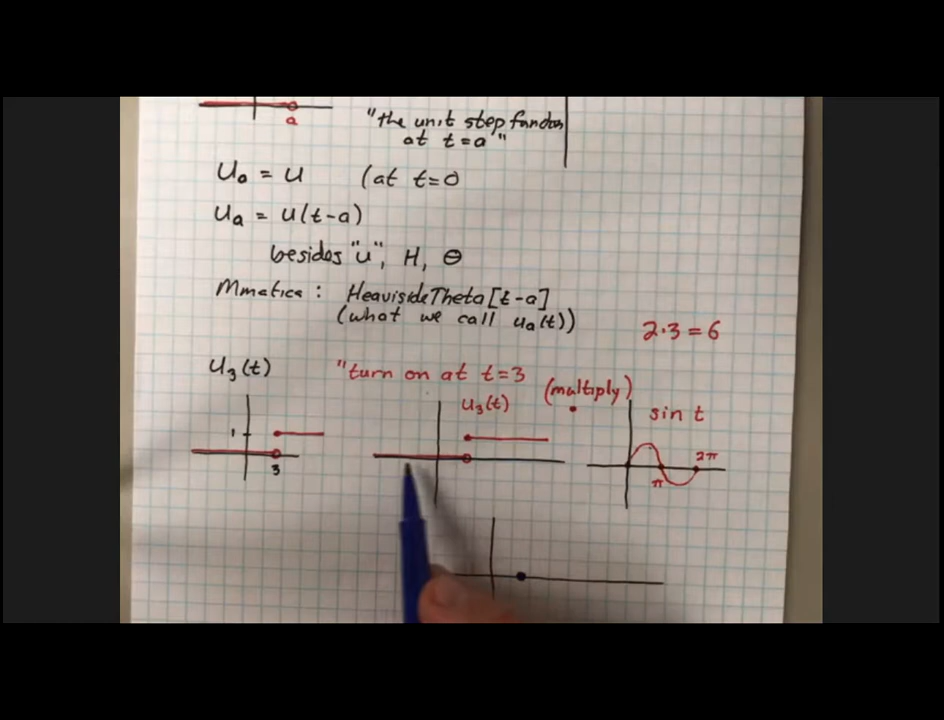 a
"the unit step function
at t=a"
u₀ = u (at t=0
uₐ = u(t-a)
besides "u", H, θ
Mmatica: HeavisideTheta[t-a]
(what we call uₐ(t))
2·3=6
u₃(t) "turn on at t=3
(multiply)
u₃(t) · sin t
1
3
π
2π